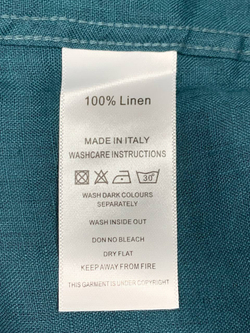 100% Linen
MADE IN ITALY
WASHCARE INSTRUCTIONS
30°
WASH DARK COLOURS
SEPARATELY
WASH INSIDE OUT
DON NO BLEACH
DRY FLAT
KEEP AWAY FROM FIRE
THIS GARMENT IS UNDER COPYRIGHT